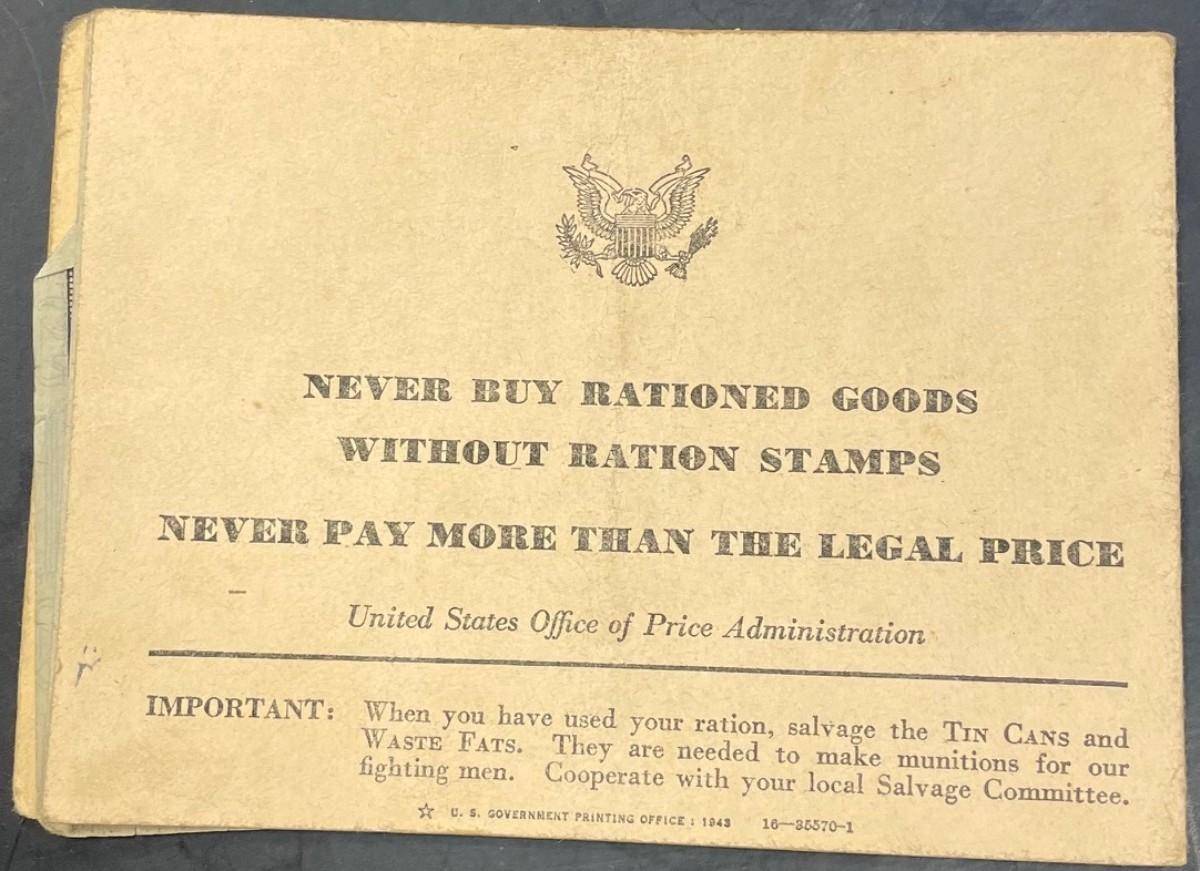 NEVER BUY RATIONED GOODS
WITHOUT RATION STAMPS
NEVER PAY MORE THAN THE LEGAL PRICE
United States Office of Price Administration
IMPORTANT: When you have used your ration, salvage the TIN CANS and
WASTE FATS. They are needed to make munitions for our
fighting men. Cooperate with your local Salvage Committee.
☆ U. S. GOVERNMENT PRINTING OFFICE : 1943 16—35570-1